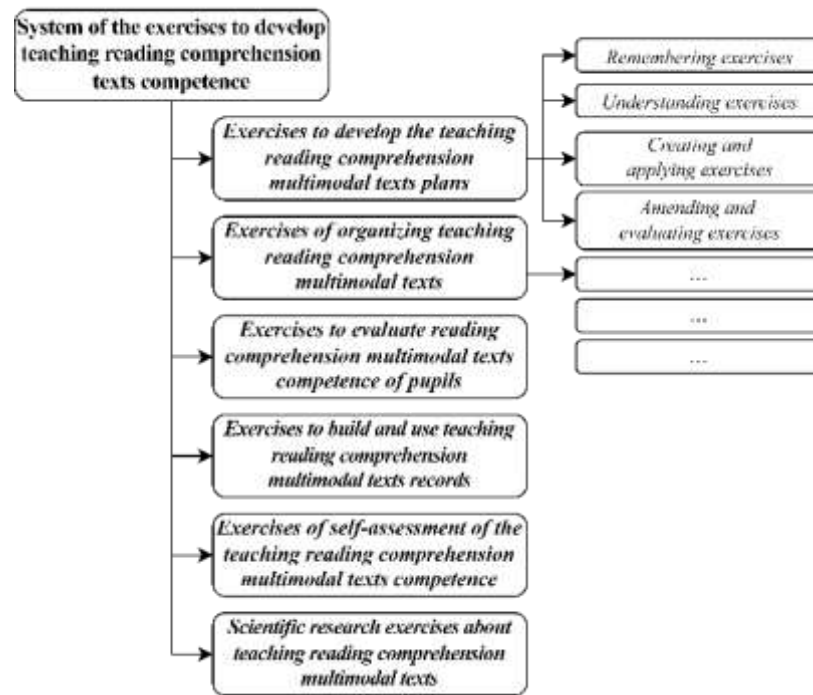 System of the exercises to develop
teaching reading comprehension
texts competence
Exercises to develop the teaching
reading comprehension
multimodal texts plans
Exercises of organizing teaching
reading comprehension
multimodal texts
Exercises to evaluate reading
comprehension multimodal texts
competence of pupils
Exercises to build and use teaching
reading comprehension
multimodal texts records
Exercises of self-assessment of the
teaching reading comprehension
multimodal texts competence
Scientific research exercises about
teaching reading comprehension
multimodal texts
Remembering exercises
Understanding exercises
Creating and
applying exercises
Amending and
evaluating exercises
...
...
...